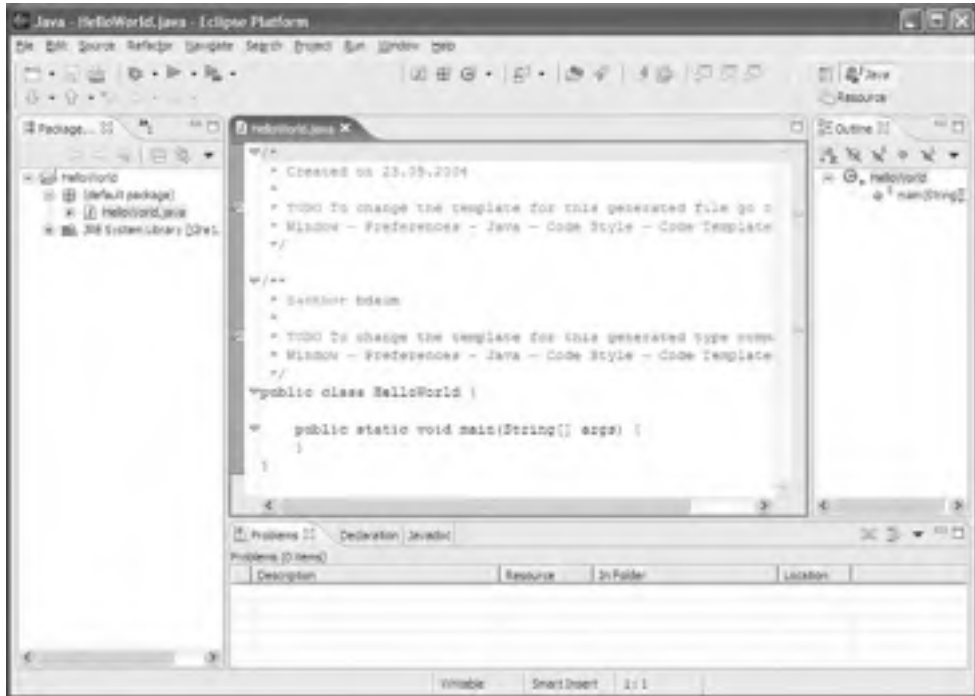 Java - HelloWorld.java - Eclipse Platform
File Edit Source Refactor Navigate Search Project Run Window Help
Java
Resource
Package...
HelloWorld
(default package)
HelloWorld.java
JRE System Library
HelloWorld.java
/*
* Created on 23.09.2004
*
* TODO To change the template for this generated file go t
* Window - Preferences - Java - Code Style - Code Template
*/
/**
* @author bdaum
*
* TODO To change the template for this generated type comm
* Window - Preferences - Java - Code Style - Code Template
*/
public class HelloWorld {
public static void main(String[] args) {
}
}
Outline
HelloWorld
main(String[]
Problems Declaration Javadoc
Problems (0 items)
Description Resource In Folder Location
Writable Smart Insert 1 : 1